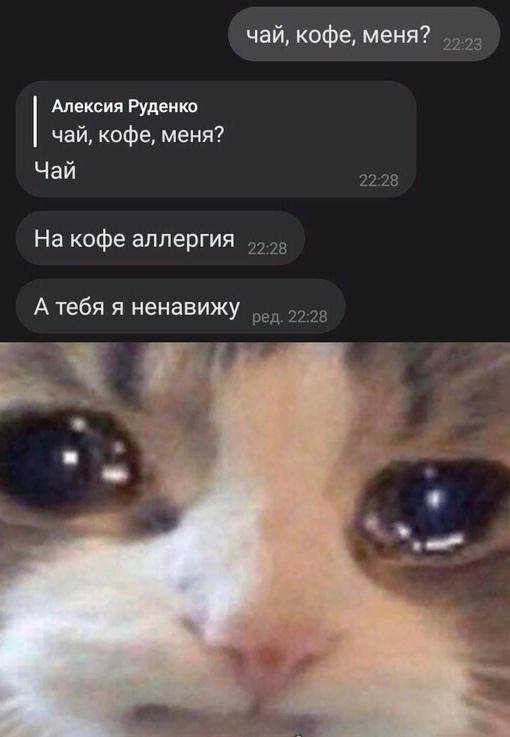 чай, кофе, меня? 22:23
Алексия Руденко
чай, кофе, меня?
Чай
22:28
На кофе аллергия 22:28
А тебя я ненавижу ред. 22:28